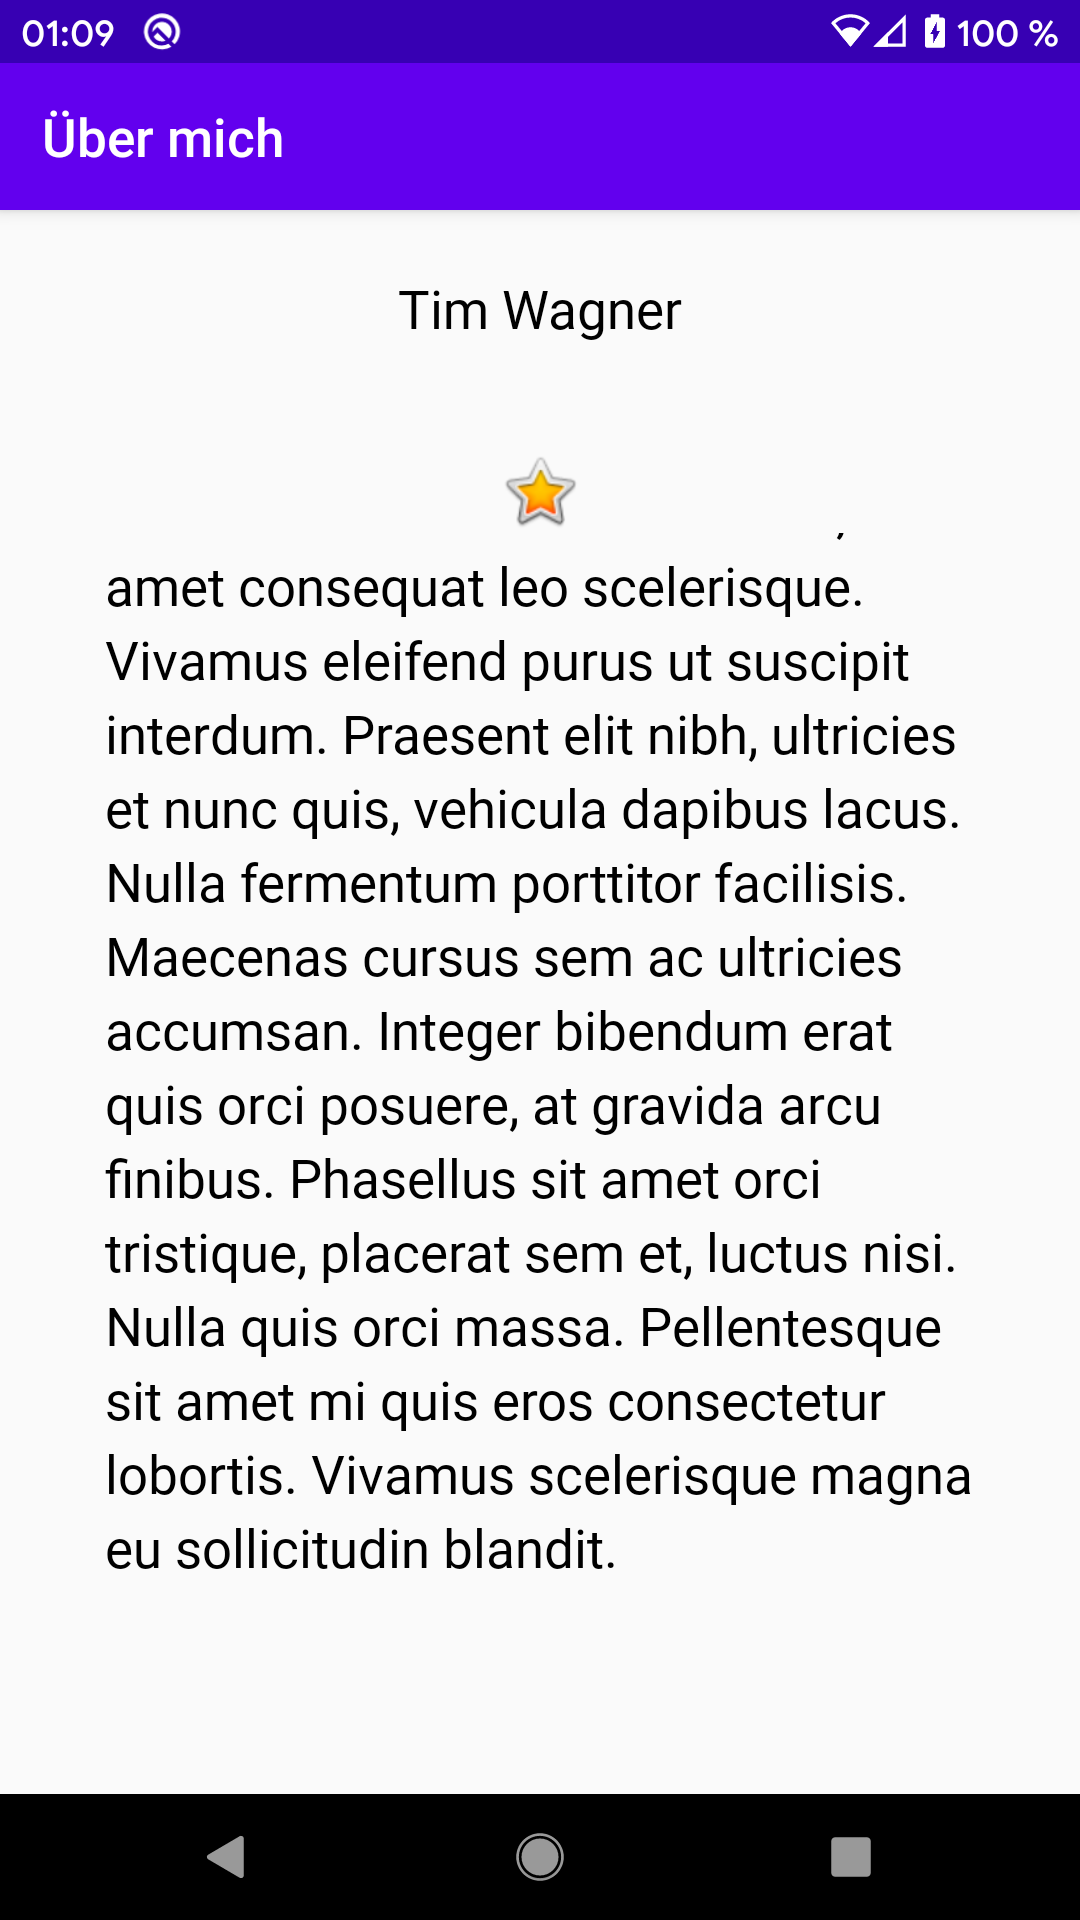 01:09
100 %
Über mich
Tim Wagner
amet consequat leo scelerisque.
Vivamus eleifend purus ut suscipit
interdum. Praesent elit nibh, ultricies
et nunc quis, vehicula dapibus lacus.
Nulla fermentum porttitor facilisis.
Maecenas cursus sem ac ultricies
accumsan. Integer bibendum erat
quis orci posuere, at gravida arcu
finibus. Phasellus sit amet orci
tristique, placerat sem et, luctus nisi.
Nulla quis orci massa. Pellentesque
sit amet mi quis eros consectetur
lobortis. Vivamus scelerisque magna
eu sollicitudin blandit.